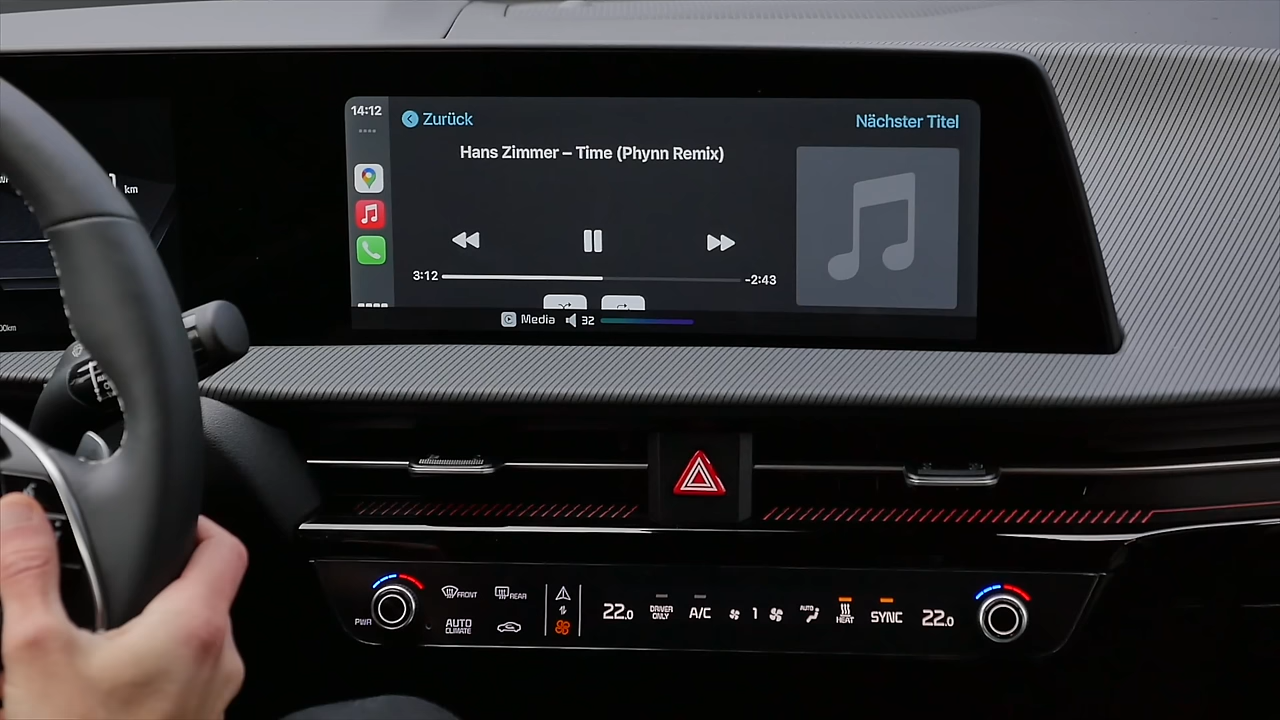 14:12
Zurück
Nächster Titel
Hans Zimmer – Time (Phynn Remix)
3:12
-2:43
Media
32
km
00km
FRONT
REAR
PWR
AUTO
CLIMATE
22.0
DRIVER
ONLY
A/C
1
AUTO
HEAT
SYNC
22.0